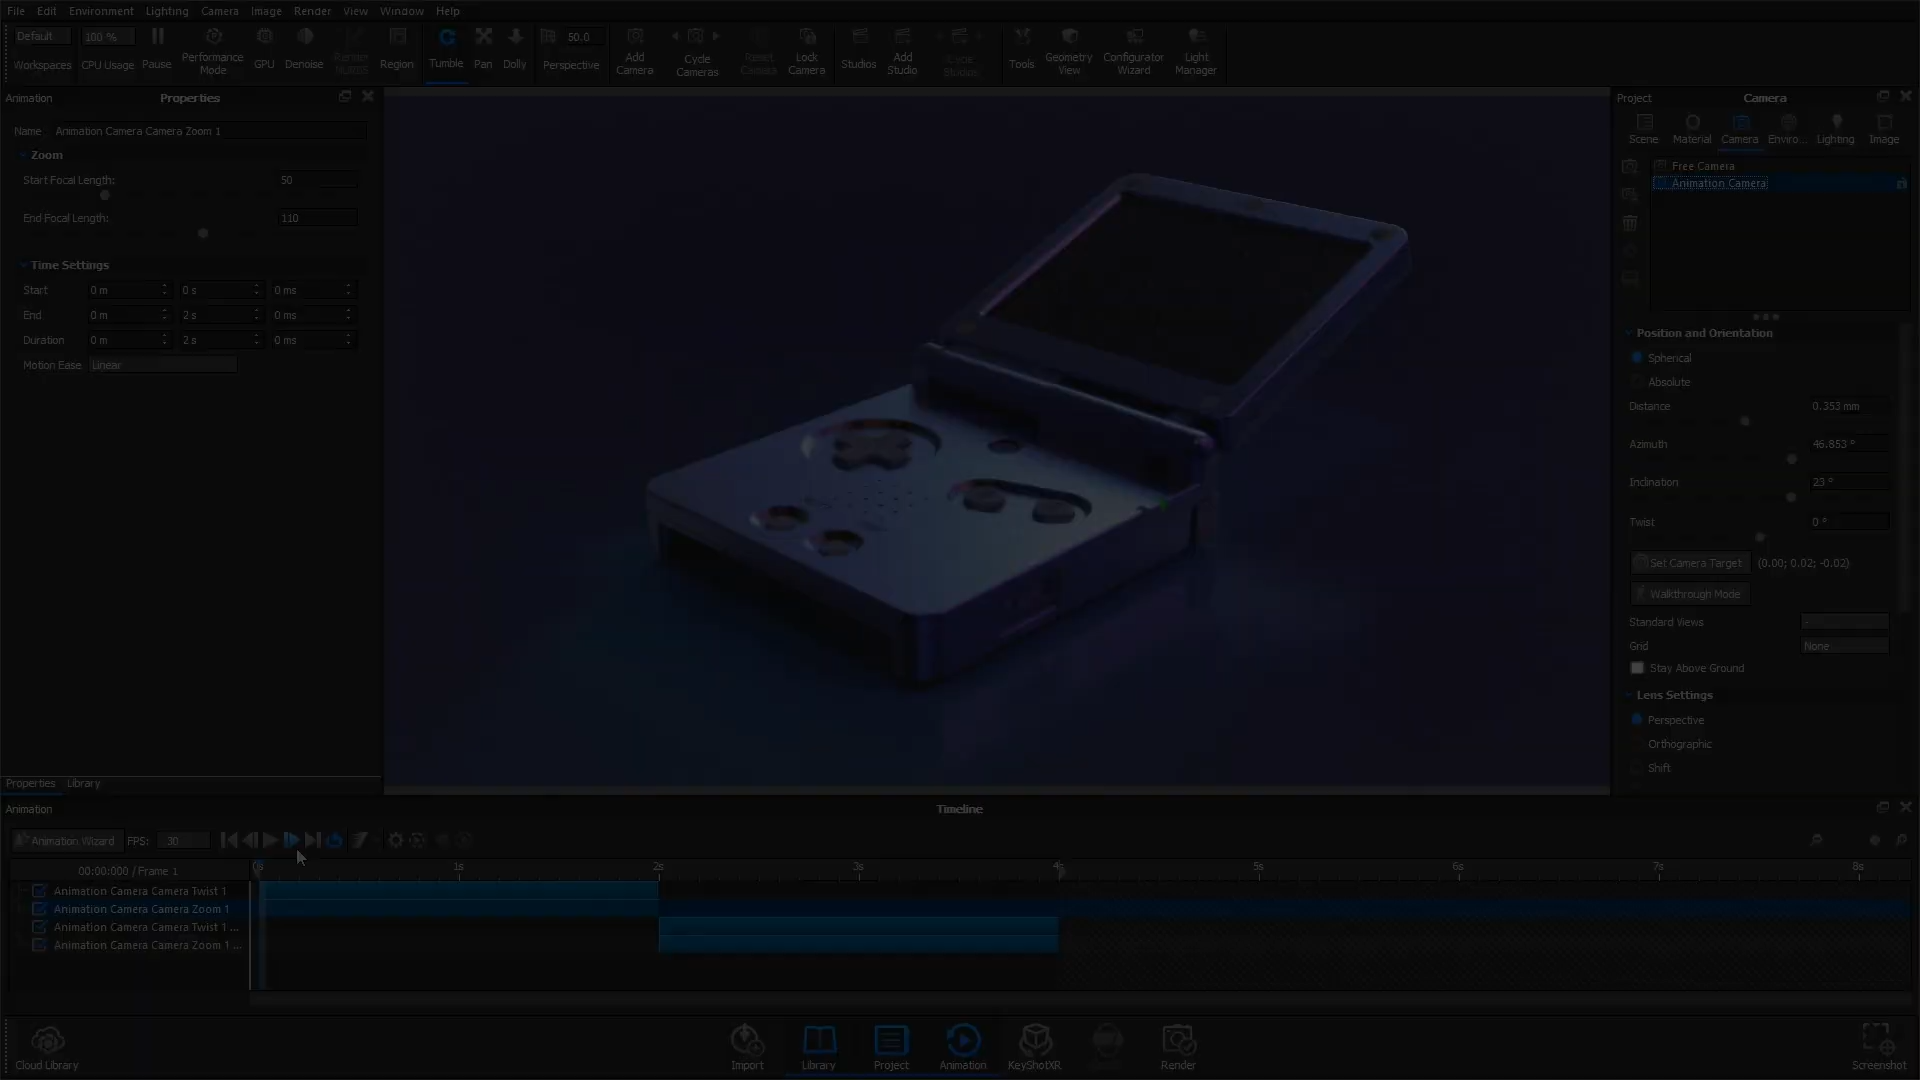 File Edit Environment Lighting Camera Image Render View Window Help
Default 100 % 50.0
Workspaces CPU Usage Pause Performance Mode GPU Denoise Render NURBS Region Tumble Pan Dolly Perspective Add Camera Cycle Cameras Reset Camera Lock Camera Studios Add Studio Cycle Studios Tools Geometry View Configurator Wizard Light Manager
Animation Properties
Name Animation Camera Camera Zoom 1
Zoom
Start Focal Length: 50
End Focal Length: 110
Time Settings
Start 0 m 0 s 0 ms
End 0 m 2 s 0 ms
Duration 0 m 2 s 0 ms
Motion Ease Linear
Properties Library
Project Camera
Scene Material Camera Enviro... Lighting Image
Free Camera
Animation Camera
Position and Orientation
Spherical
Absolute
Distance 0.353 mm
Azimuth 46.853 °
Inclination 23 °
Twist 0 °
Set Camera Target (0.00; 0.02; -0.02)
Walkthrough Mode
Standard Views -
Grid None
Stay Above Ground
Lens Settings
Perspective
Orthographic
Shift
Animation Timeline
Animation Wizard FPS: 30
00:00:000 / Frame 1 0s 1s 2s 3s 4s 5s 6s 7s 8s
Animation Camera Camera Twist 1
Animation Camera Camera Zoom 1
Animation Camera Camera Twist 1 ...
Animation Camera Camera Zoom 1 ...
Cloud Library Import Library Project Animation KeyShotXR Render Screenshot